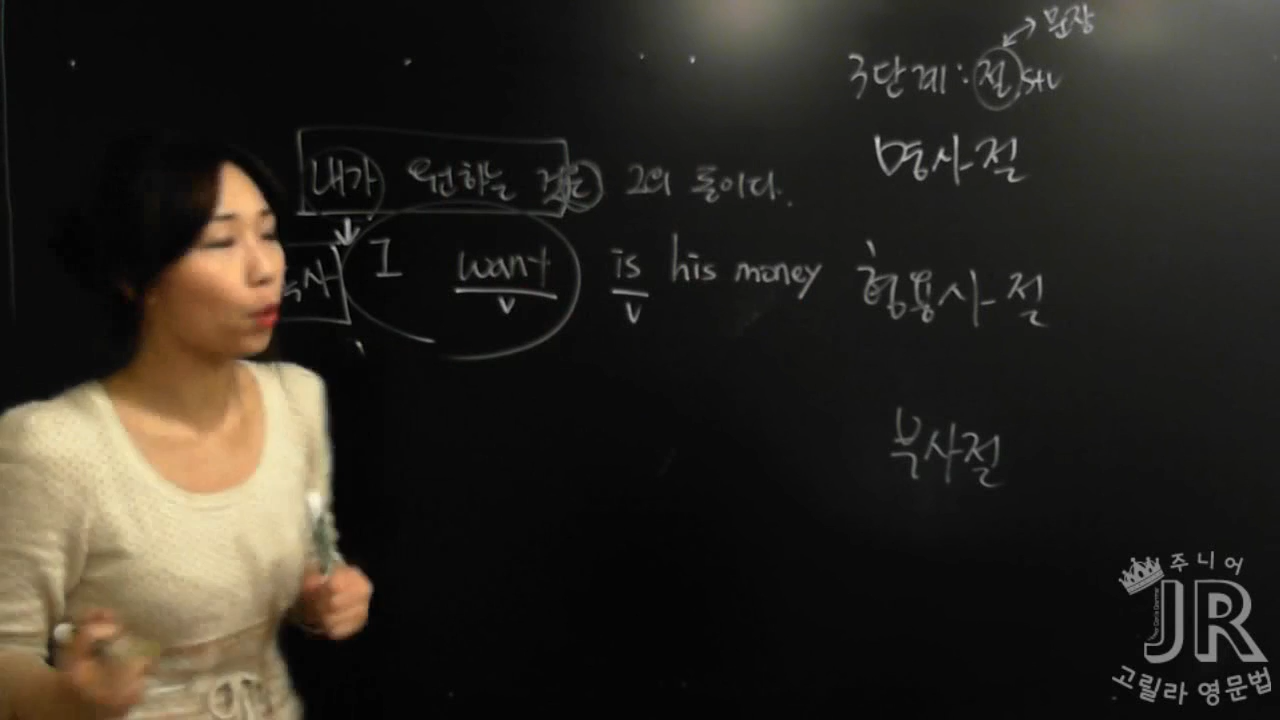 문장
3단계 : 절 S+V
명사절
내가 원하는 것은 그의 돈이다.
I want is his money
V V
형용사절
부사절
주니어
JR
고릴라 영문법